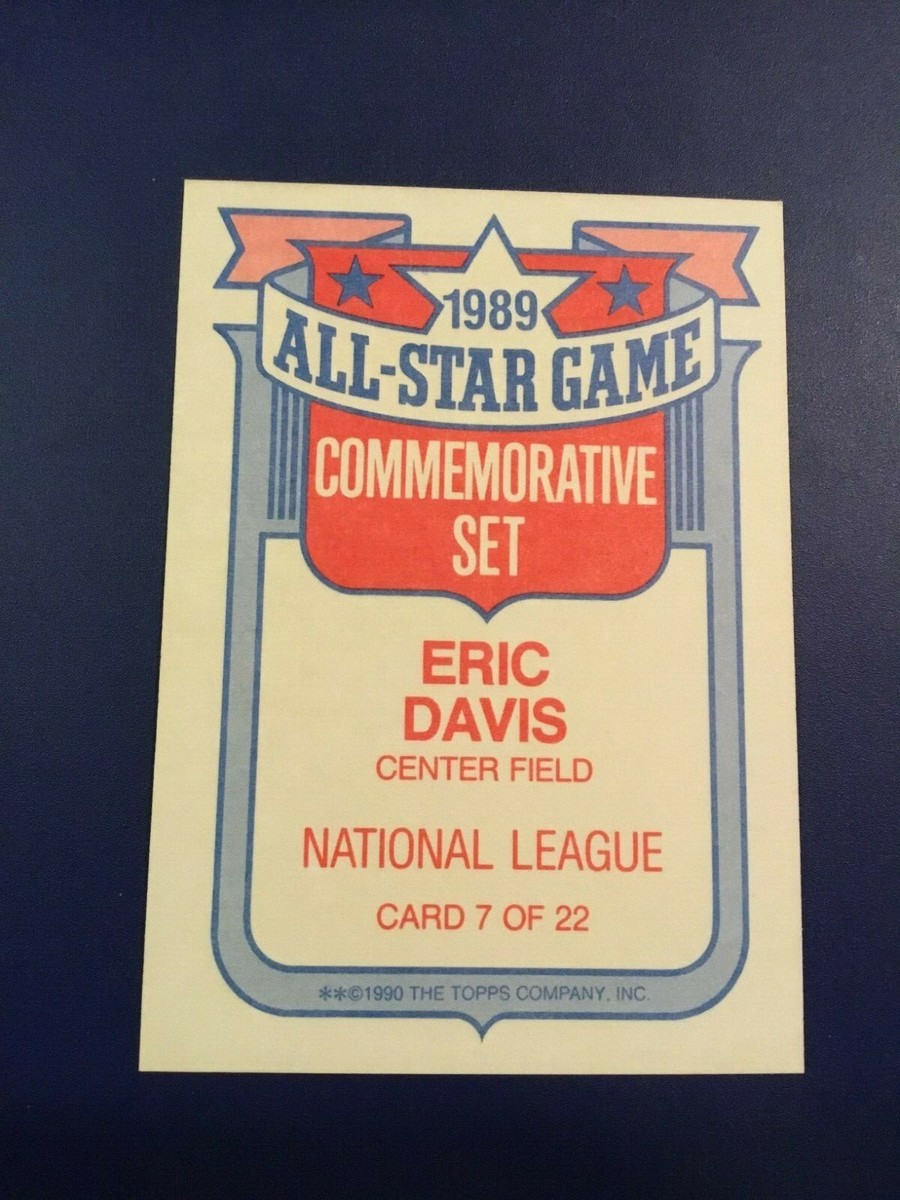 1989
ALL-STAR GAME
COMMEMORATIVE
SET
ERIC
DAVIS
CENTER FIELD
NATIONAL LEAGUE
CARD 7 OF 22
**©1990 THE TOPPS COMPANY, INC.